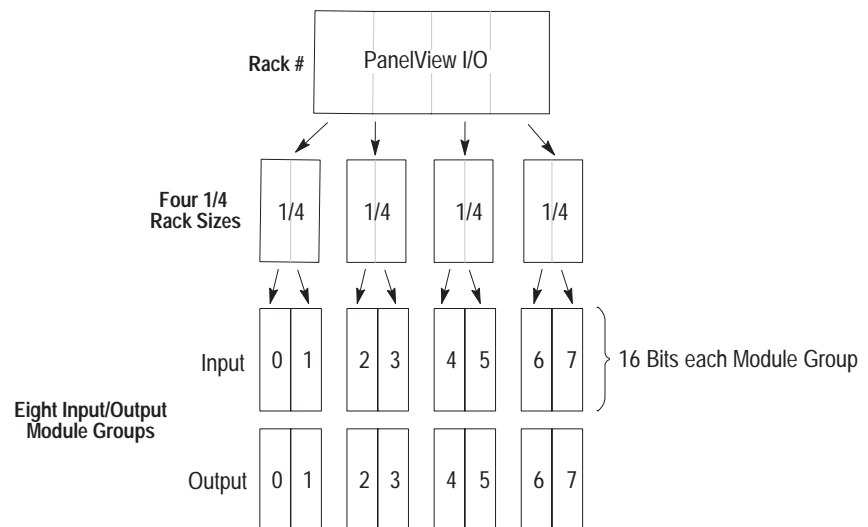 Rack #
PanelView I/O
Four 1/4
Rack Sizes
1/4 1/4 1/4 1/4
Input 0 1 2 3 4 5 6 7 16 Bits each Module Group
Eight Input/Output
Module Groups
Output 0 1 2 3 4 5 6 7